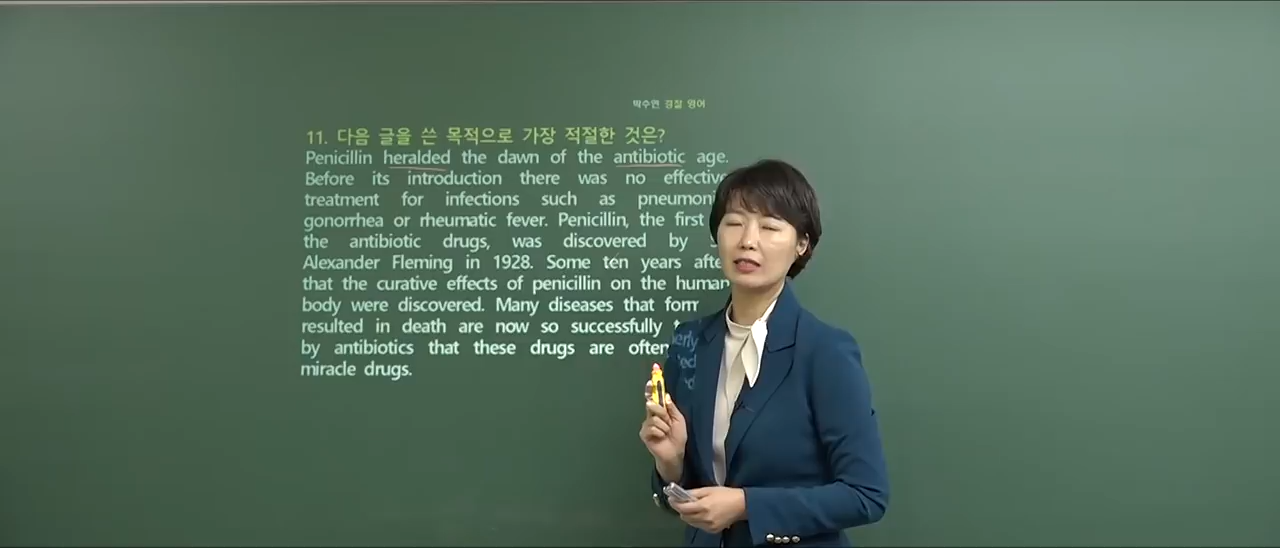 박수연 경찰 영어
11. 다음 글을 쓴 목적으로 가장 적절한 것은?
Penicillin heralded the dawn of the antibiotic age.
Before its introduction there was no effective
treatment for infections such as
gonorrhea or rheumatic fever. Penicillin, the first
the antibiotic drugs, was discovered by
Alexander Fleming in 1928. Some ten years after
that the curative effects of penicillin on the human
body were discovered. Many diseases that
resulted in death are now so successfully
by antibiotics that these drugs are often
miracle drugs.